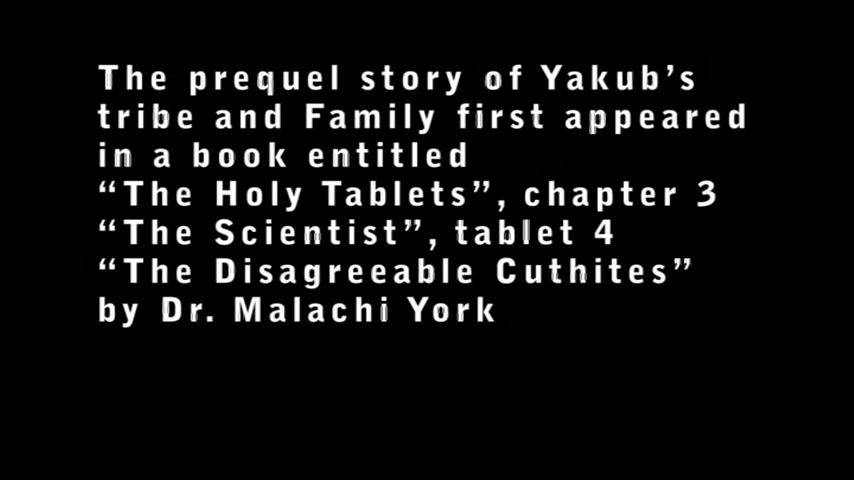 The prequel story of Yakub's
tribe and Family first appeared
in a book entitled
“The Holy Tablets”, chapter 3
“The Scientist”, tablet 4
“The Disagreeable Cuthites”
by Dr. Malachi York